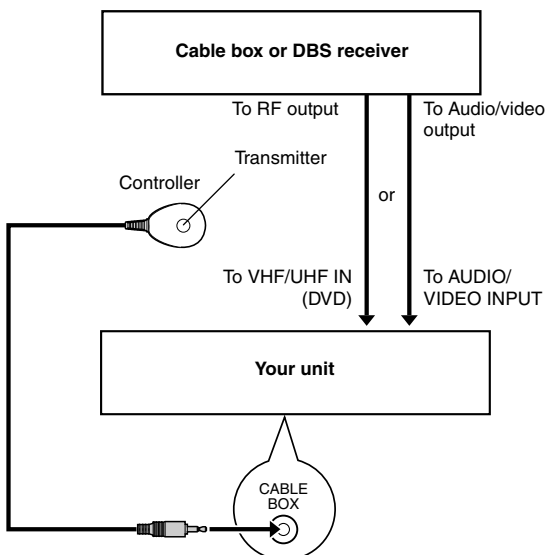 Cable box or DBS receiver
To RF output
To Audio/video
output
Transmitter
Controller
or
To VHF/UHF IN
(DVD)
To AUDIO/
VIDEO INPUT
Your unit
CABLE
BOX